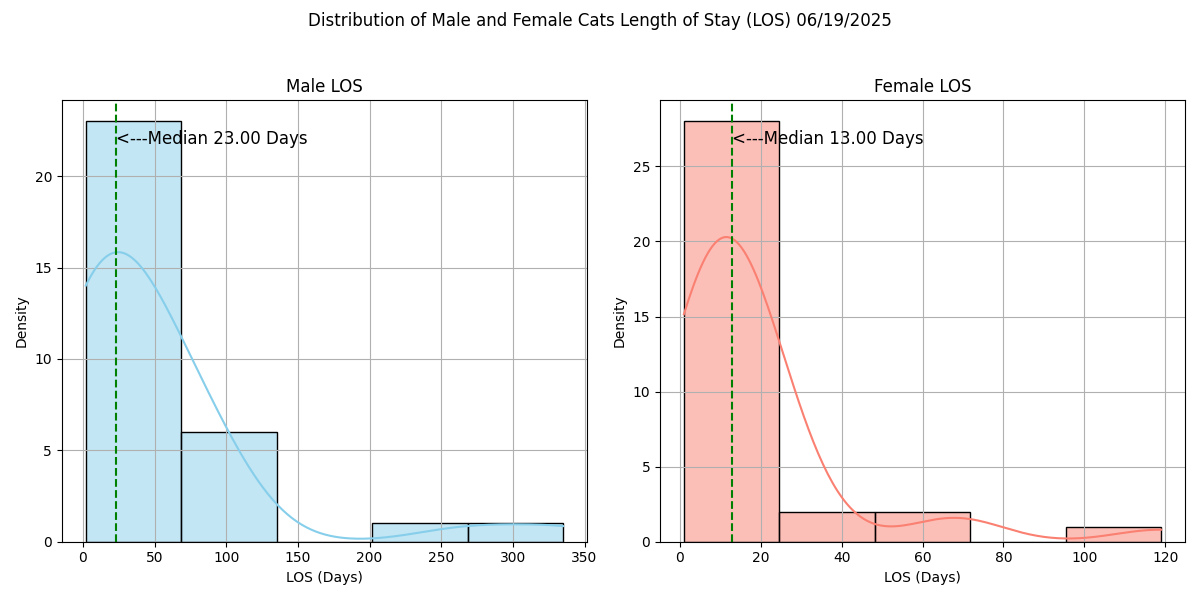 Distribution of Male and Female Cats Length of Stay (LOS) 06/19/2025
Male LOS
<---Median 23.00 Days
Density
20
15
10
5
0
0 50 100 150 200 250 300 350
LOS (Days)
Female LOS
<---Median 13.00 Days
Density
25
20
15
10
5
0
0 20 40 60 80 100 120
LOS (Days)